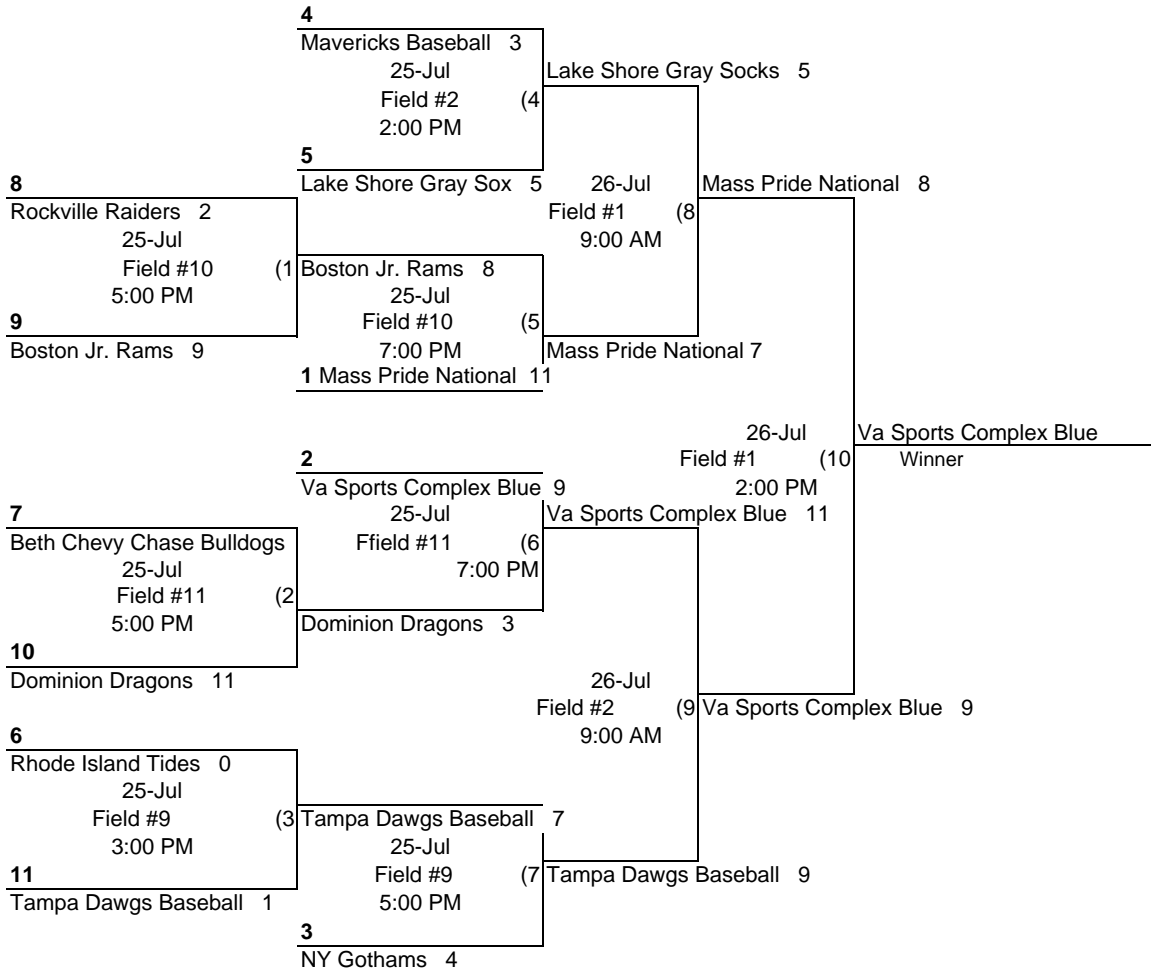 4
Mavericks Baseball 3
25-Jul
Lake Shore Gray Socks 5
Field #2 (4
2:00 PM
5
8
Lake Shore Gray Sox 5
26-Jul
Mass Pride National 8
Rockville Raiders 2
Field #1 (8
25-Jul
9:00 AM
Field #10 (1
Boston Jr. Rams 8
5:00 PM
25-Jul
9
Field #10 (5
Boston Jr. Rams 9
7:00 PM
Mass Pride National 7
1 Mass Pride National 11
26-Jul
Va Sports Complex Blue
2
Field #1 (10
Winner
Va Sports Complex Blue 9
2:00 PM
7
25-Jul
Va Sports Complex Blue 11
Beth Chevy Chase Bulldogs
Ffield #11 (6
25-Jul
7:00 PM
Field #11 (2
5:00 PM
Dominion Dragons 3
10
Dominion Dragons 11
26-Jul
Field #2 (9
Va Sports Complex Blue 9
6
9:00 AM
Rhode Island Tides 0
25-Jul
Field #9 (3
Tampa Dawgs Baseball 7
3:00 PM
25-Jul
11
Field #9 (7
Tampa Dawgs Baseball 9
Tampa Dawgs Baseball 1
5:00 PM
3
NY Gothams 4